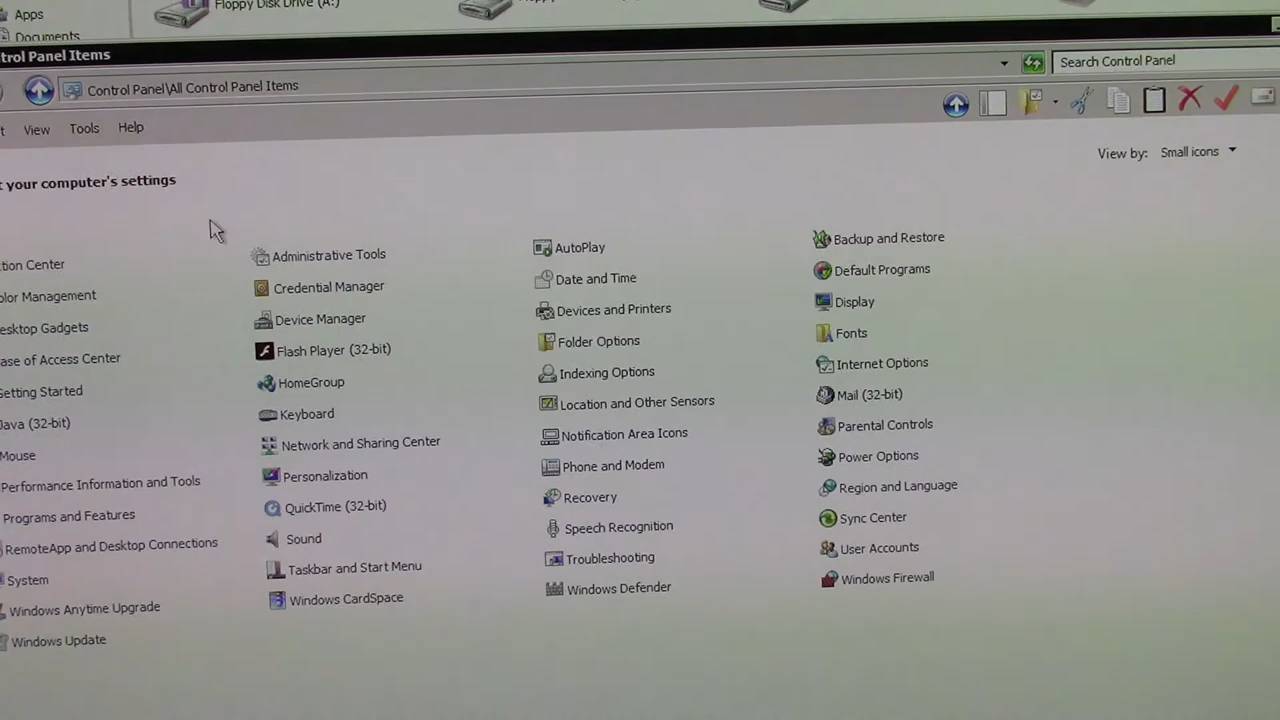 Apps
Floppy Disk Drive (A:)
Documents
ntrol Panel Items
Control Panel\All Control Panel Items
Search Control Panel
t View Tools Help
View by: Small icons
t your computer's settings
ction Center
Administrative Tools
AutoPlay
Backup and Restore
olor Management
Credential Manager
Date and Time
Default Programs
esktop Gadgets
Device Manager
Devices and Printers
Display
ase of Access Center
Flash Player (32-bit)
Folder Options
Fonts
Getting Started
HomeGroup
Indexing Options
Internet Options
Java (32-bit)
Keyboard
Location and Other Sensors
Mail (32-bit)
Mouse
Network and Sharing Center
Notification Area Icons
Parental Controls
Performance Information and Tools
Personalization
Phone and Modem
Power Options
Programs and Features
QuickTime (32-bit)
Recovery
Region and Language
RemoteApp and Desktop Connections
Sound
Speech Recognition
Sync Center
System
Taskbar and Start Menu
Troubleshooting
User Accounts
Windows Anytime Upgrade
Windows CardSpace
Windows Defender
Windows Firewall
Windows Update